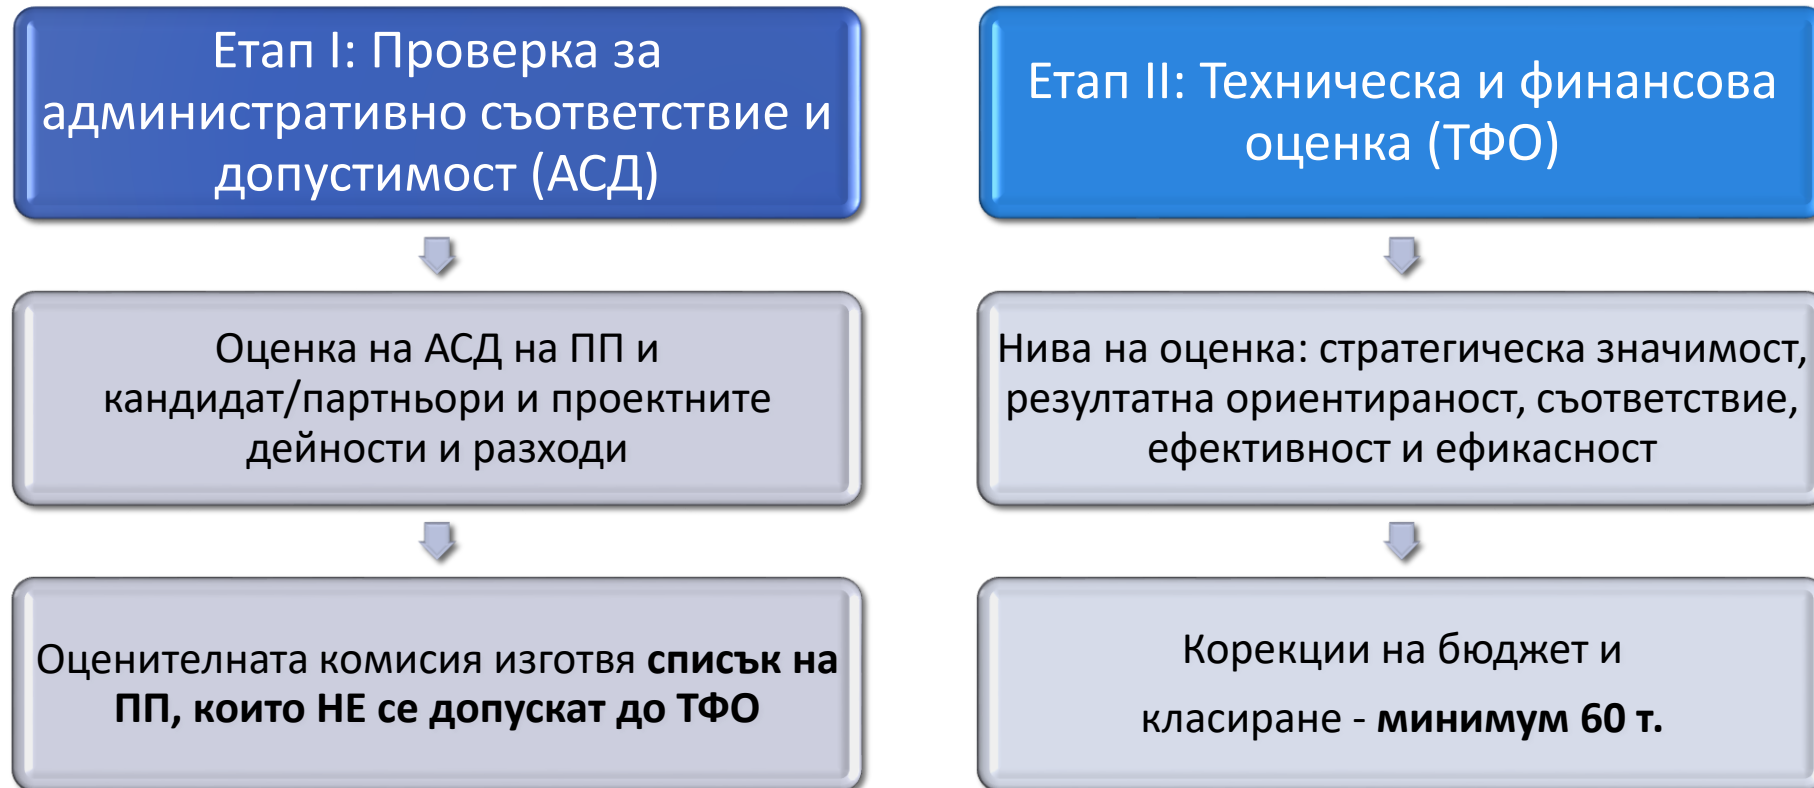 Етап I: Проверка за
административно съответствие и
допустимост (АСД)
Оценка на АСД на ПП и
кандидат/партньори и проектните
дейности и разходи
Оценителната комисия изготвя списък на
ПП, които НЕ се допускат до ТФО
Етап II: Техническа и финансова
оценка (ТФО)
Нива на оценка: стратегическа значимост,
резултатна ориентираност, съответствие,
ефективност и ефикасност
Корекции на бюджет и
класиране - минимум 60 т.